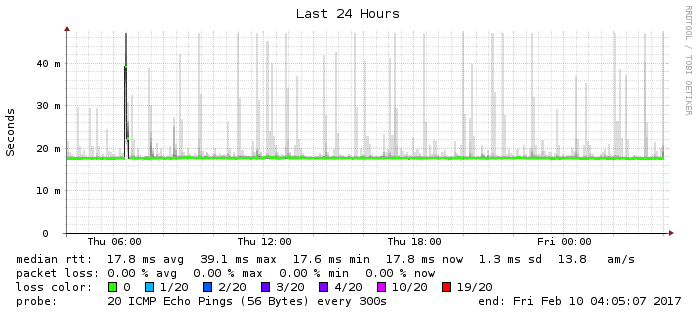 Last 24 Hours
RRDTOOL / TOBI OETIKER
Seconds
40 m
30 m
20 m
10 m
0
Thu 06:00 Thu 12:00 Thu 18:00 Fri 00:00
median rtt: 17.8 ms avg 39.1 ms max 17.6 ms min 17.8 ms now 1.3 ms sd 13.8 am/s
packet loss: 0.00 % avg 0.00 % max 0.00 % min 0.00 % now
loss color: 0 1/20 2/20 3/20 4/20 10/20 19/20
probe: 20 ICMP Echo Pings (56 Bytes) every 300s end: Fri Feb 10 04:05:07 2017